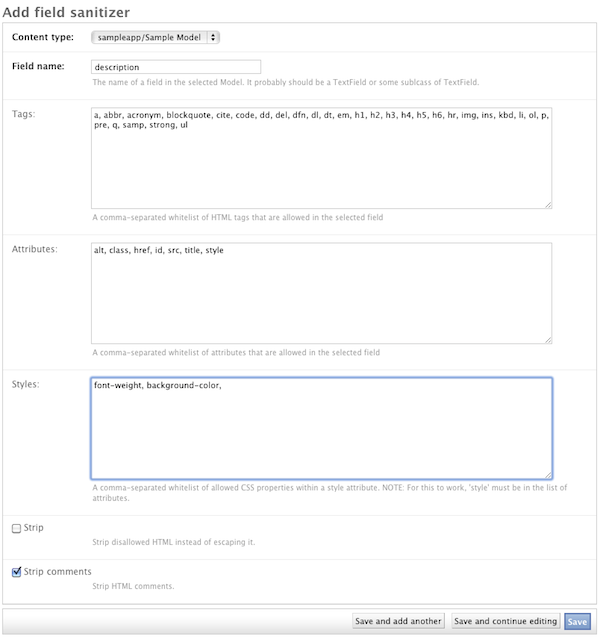 Add field sanitizer
Content type: sampleapp/Sample Model
Field name: description
The name of a field in the selected Model. It probably should be a TextField or some sublcass of TextField.
Tags: a, abbr, acronym, blockquote, cite, code, dd, del, dfn, dl, dt, em, h1, h2, h3, h4, h5, h6, hr, img, ins, kbd, li, ol, p,
pre, q, samp, strong, ul
A comma-separated whitelist of HTML tags that are allowed in the selected field
Attributes: alt, class, href, id, src, title, style
A comma-separated whitelist of attributes that are allowed in the selected field
Styles: font-weight, background-color,
A comma-separated whitelist of allowed CSS properties within a style attribute. NOTE: For this to work, 'style' must be in the list of
attributes.
Strip
Strip disallowed HTML instead of escaping it.
Strip comments
Strip HTML comments.
Save and add another Save and continue editing Save